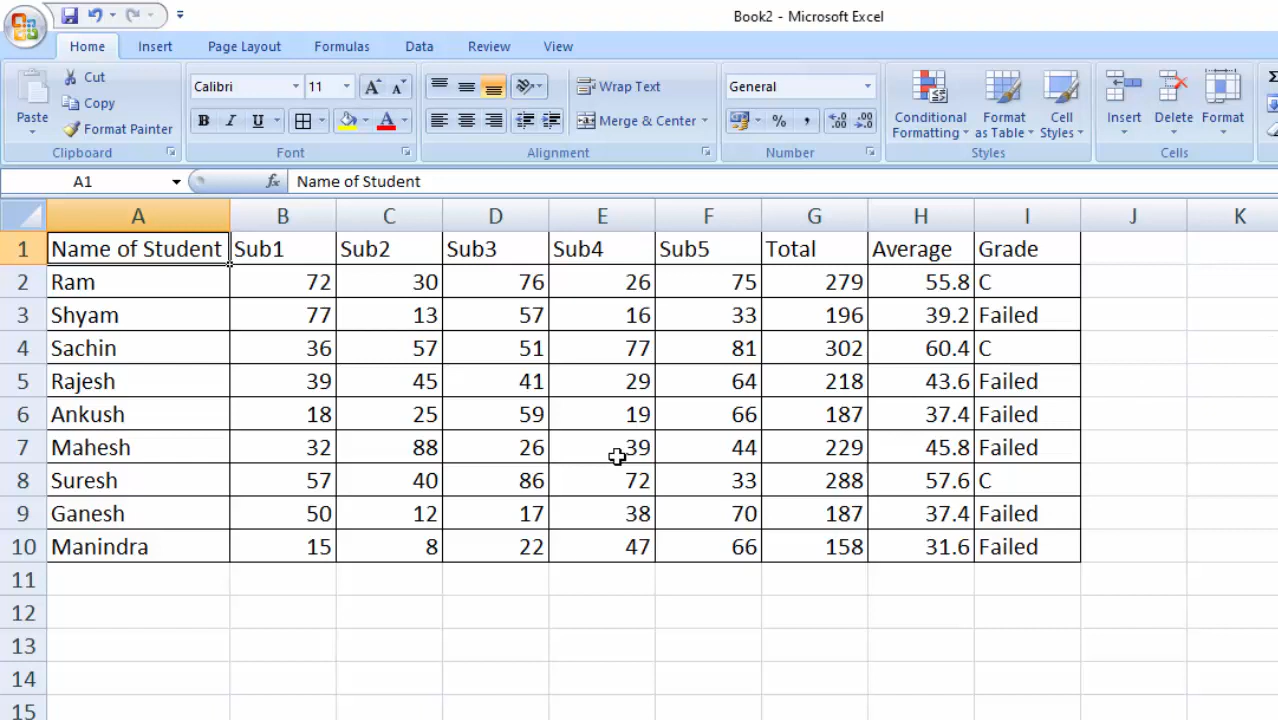 Book2 - Microsoft Excel
Home Insert Page Layout Formulas Data Review View
Paste Cut Copy Format Painter Clipboard
Calibri 11 B I U A Font
Wrap Text Merge & Center Alignment
General % , Number
Conditional Formatting Format as Table Cell Styles Styles
Insert Delete Format Cells
A1 fx Name of Student
A B C D E F G H I J K
1 Name of Student Sub1 Sub2 Sub3 Sub4 Sub5 Total Average Grade
2 Ram 72 30 76 26 75 279 55.8 C
3 Shyam 77 13 57 16 33 196 39.2 Failed
4 Sachin 36 57 51 77 81 302 60.4 C
5 Rajesh 39 45 41 29 64 218 43.6 Failed
6 Ankush 18 25 59 19 66 187 37.4 Failed
7 Mahesh 32 88 26 39 44 229 45.8 Failed
8 Suresh 57 40 86 72 33 288 57.6 C
9 Ganesh 50 12 17 38 70 187 37.4 Failed
10 Manindra 15 8 22 47 66 158 31.6 Failed
11
12
13
14
15